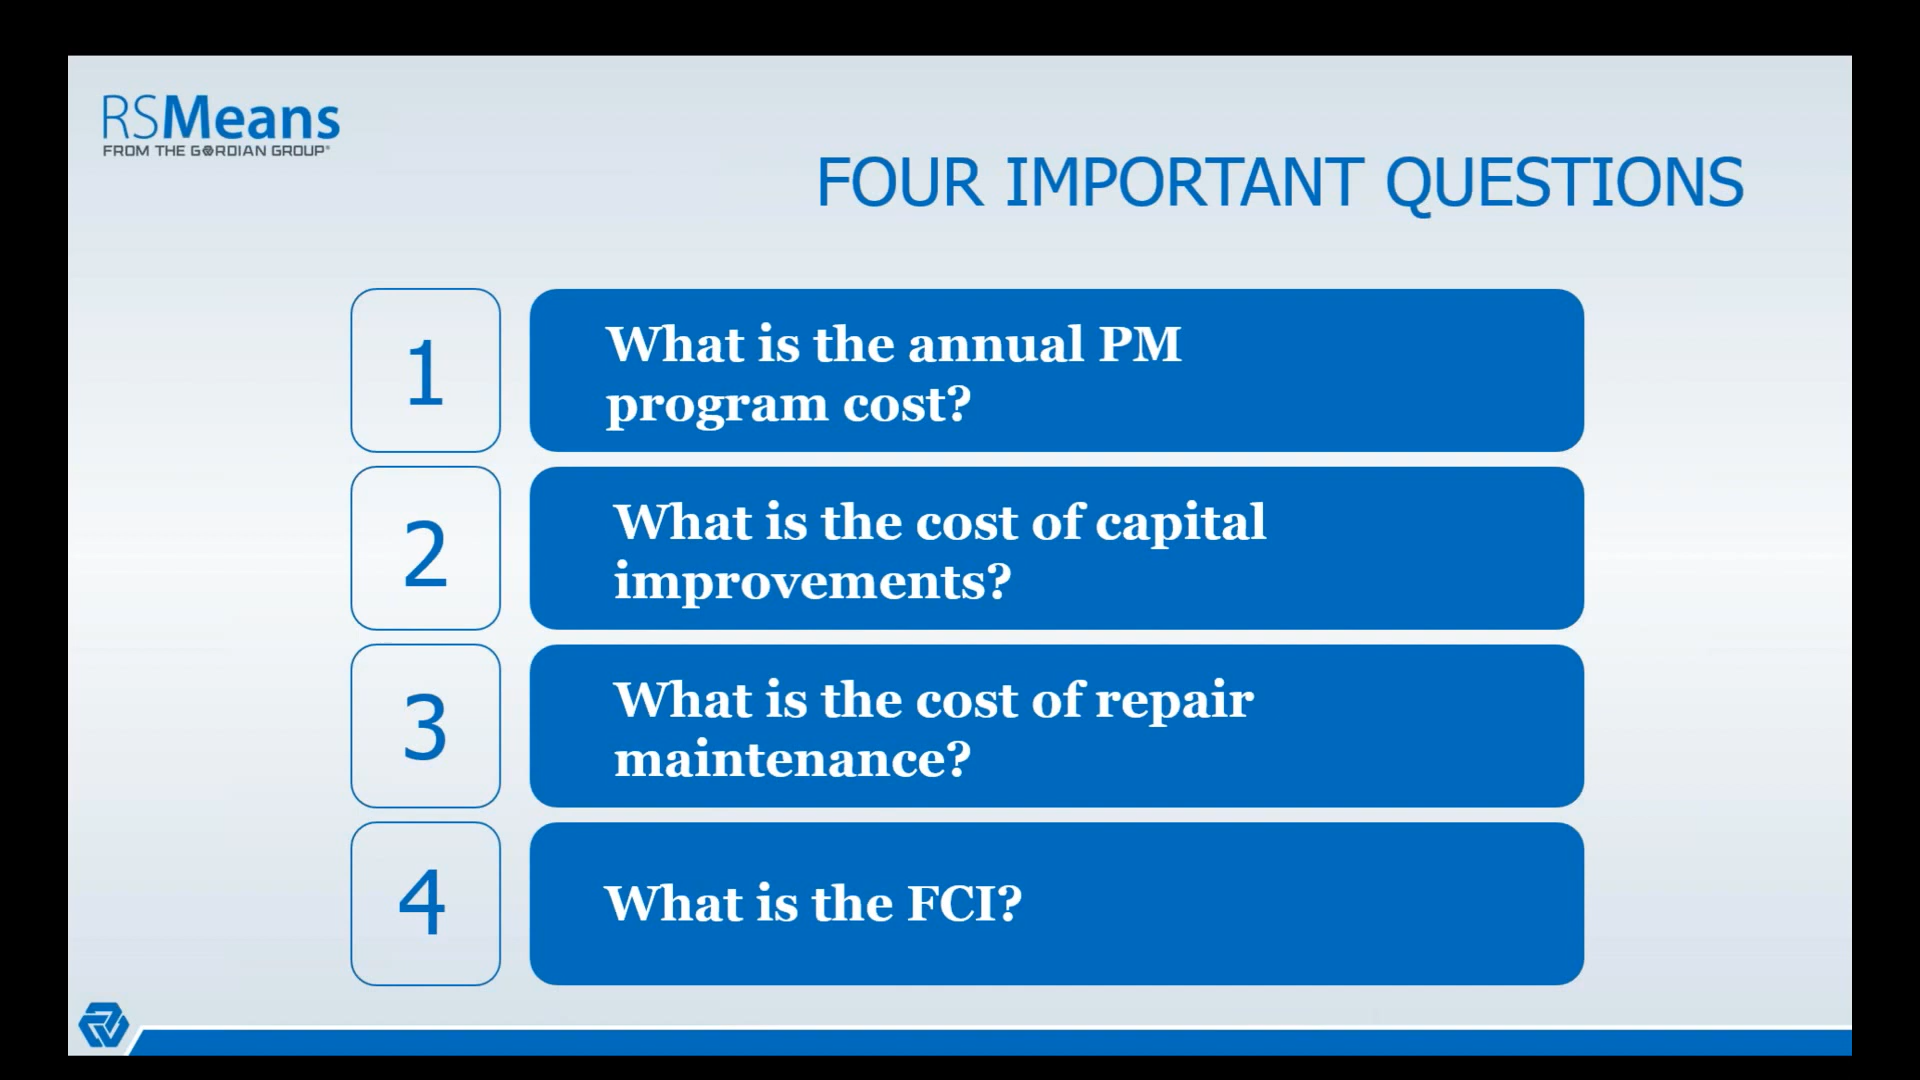 RSMeans
FROM THE GORDIAN GROUP®
FOUR IMPORTANT QUESTIONS
1
What is the annual PM
program cost?
2
What is the cost of capital
improvements?
3
What is the cost of repair
maintenance?
4
What is the FCI?